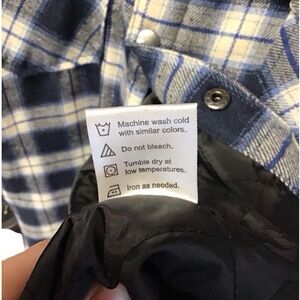 Machine wash cold
with similar colors.
Do not bleach.
Tumble dry at
low temperatures.
Iron as needed.